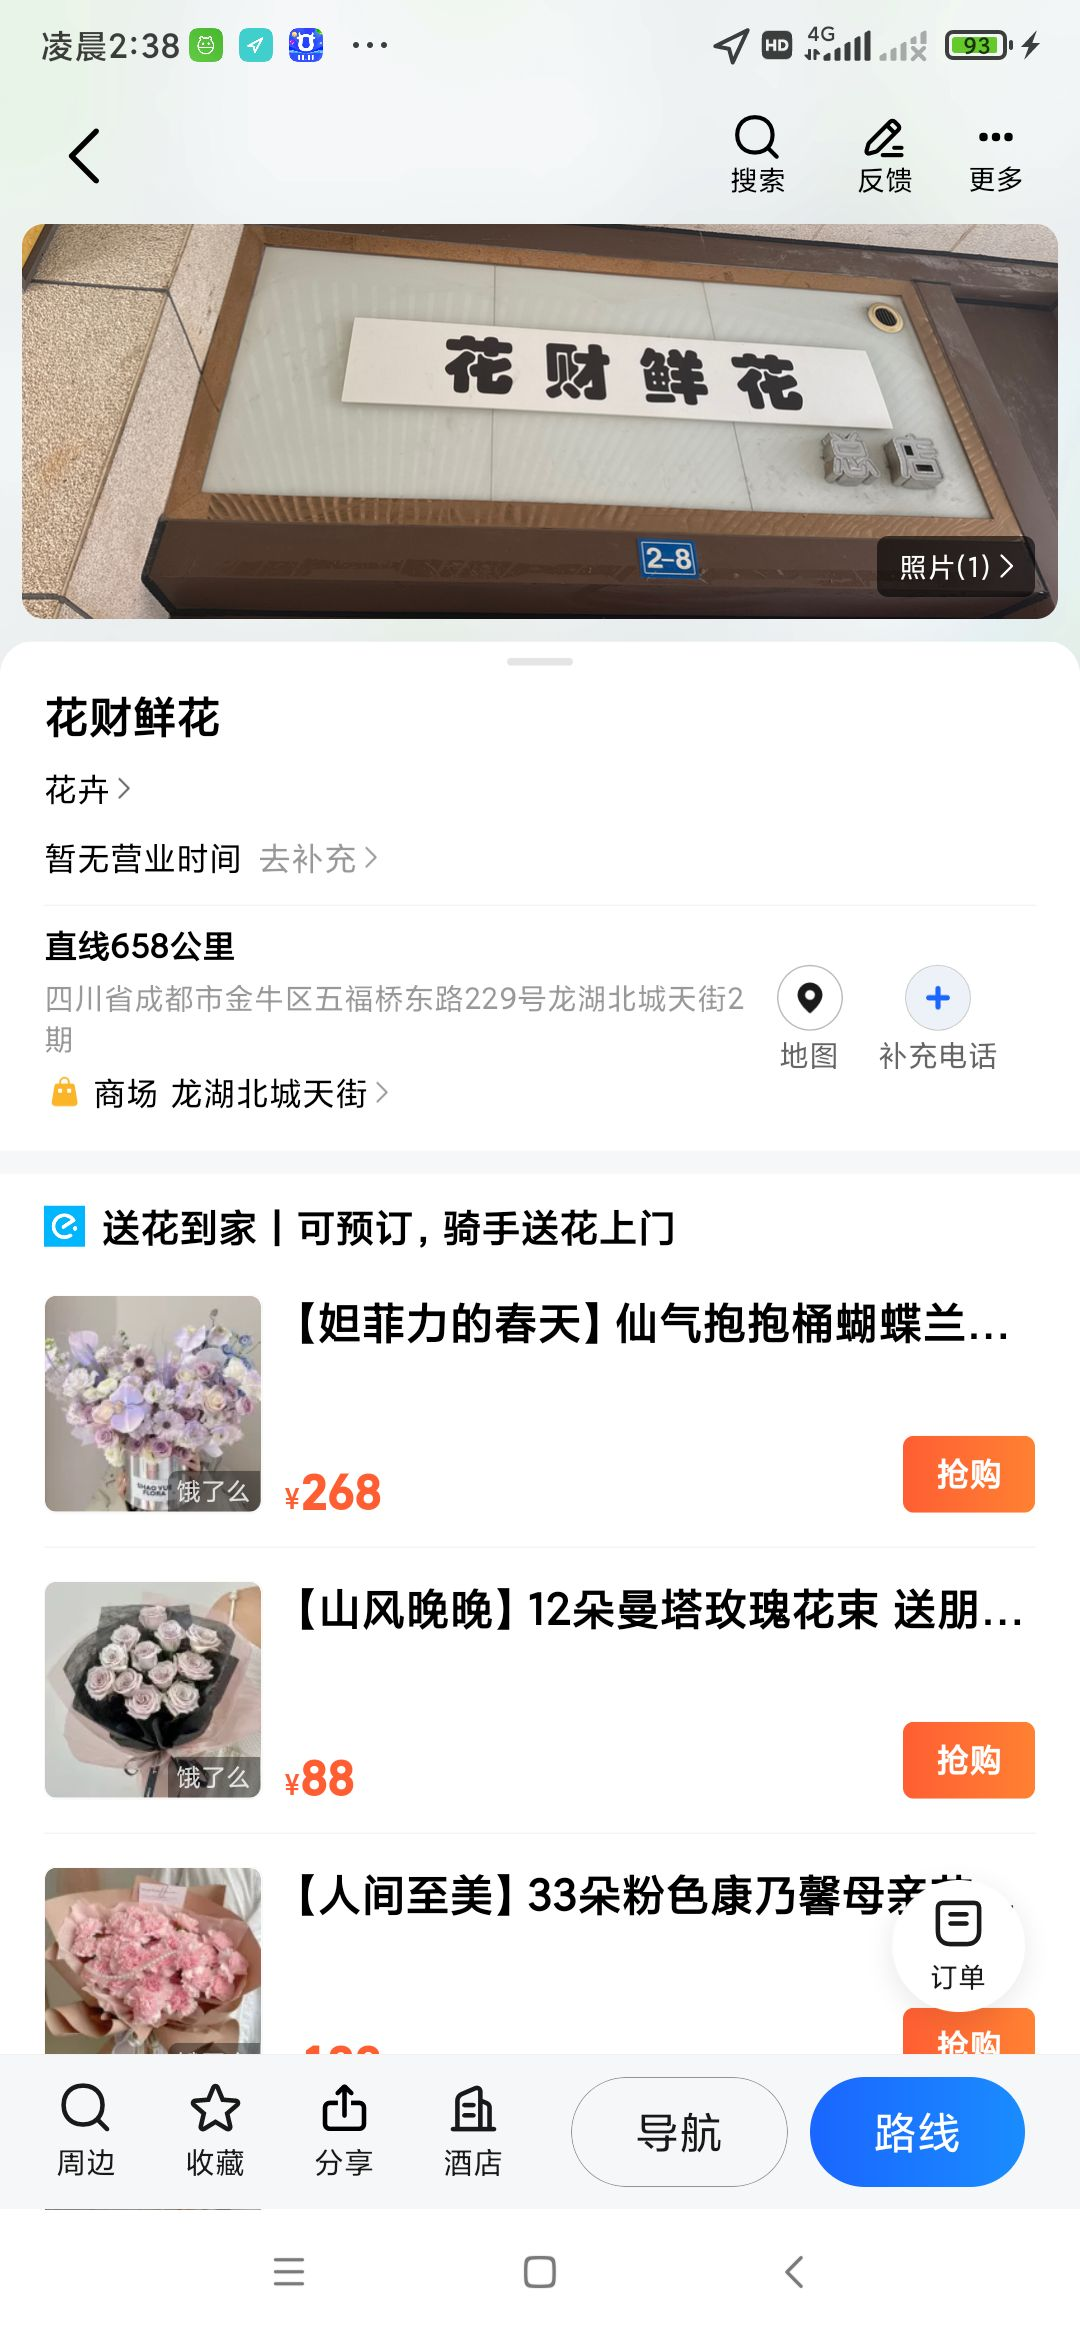 凌晨2:38
HD 4G 93
搜索 反馈 更多
花财鲜花
总店
2-8
照片(1)
花财鲜花
花卉
暂无营业时间 去补充
直线658公里
四川省成都市金牛区五福桥东路229号龙湖北城天街2
期
地图 补充电话
商场 龙湖北城天街
送花到家 | 可预订，骑手送花上门
【妲菲力的春天】仙气抱抱桶蝴蝶兰...
SHAO YUE
FLORA
饿了么
¥268
抢购
【山风晚晚】12朵曼塔玫瑰花束 送朋...
饿了么
¥88
抢购
【人间至美】33朵粉色康乃馨母亲
订单
抢购
周边 收藏 分享 酒店 导航 路线